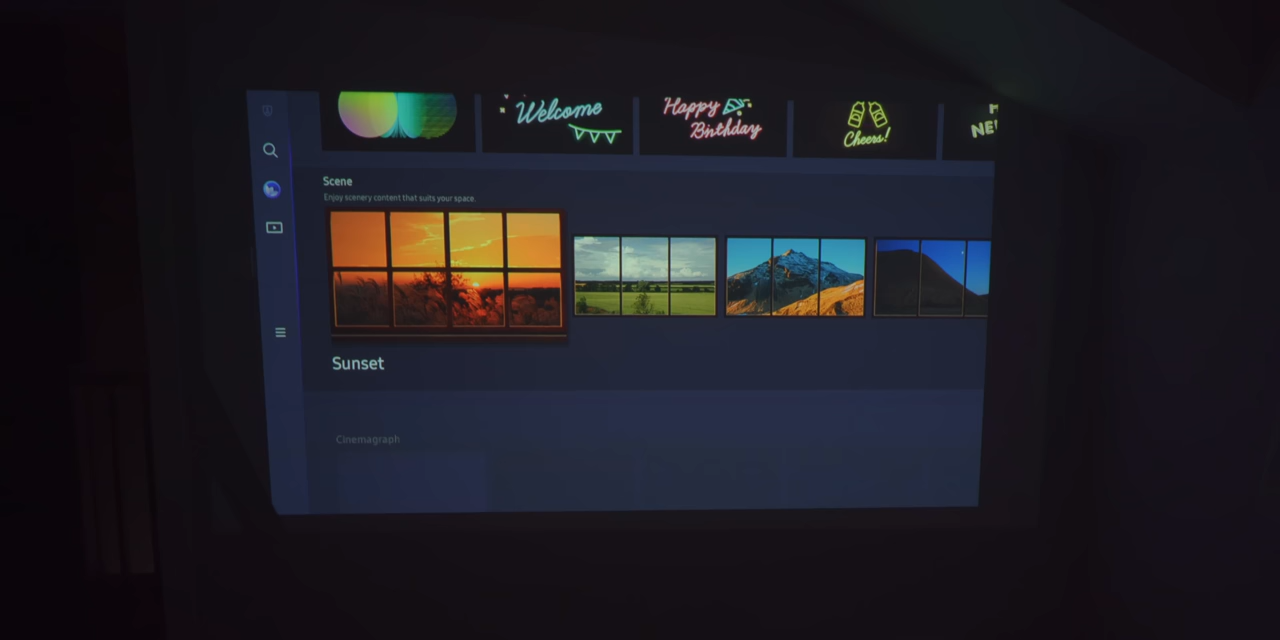 Welcome
Happy
Birthday
Cheers!
Scene
Enjoy scenery content that suits your space.
Sunset
Cinemagraph